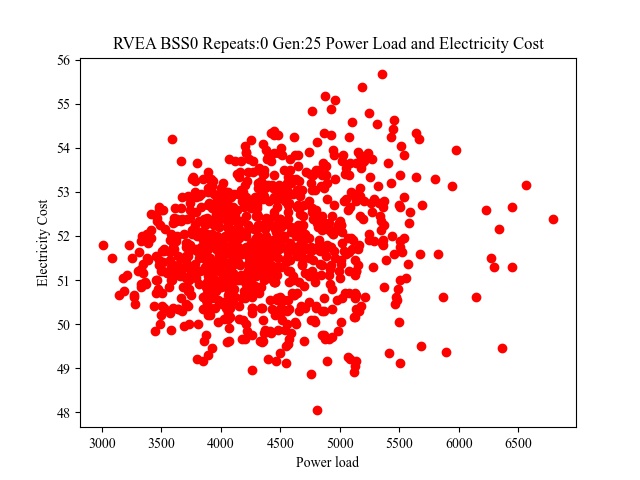 RVEA BSS0 Repeats:0 Gen:25 Power Load and Electricity Cost
56
55
54
53
52
51
50
49
48
Electricity Cost
3000 3500 4000 4500 5000 5500 6000 6500
Power load